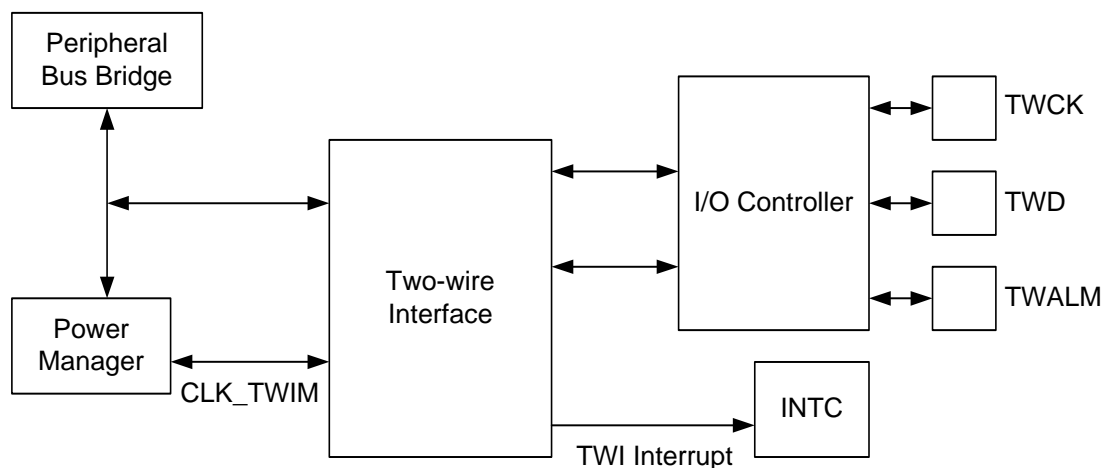 Peripheral
Bus Bridge
TWCK
I/O Controller
TWD
Two-wire
Interface
TWALM
Power
Manager
CLK_TWIM
INTC
TWI Interrupt